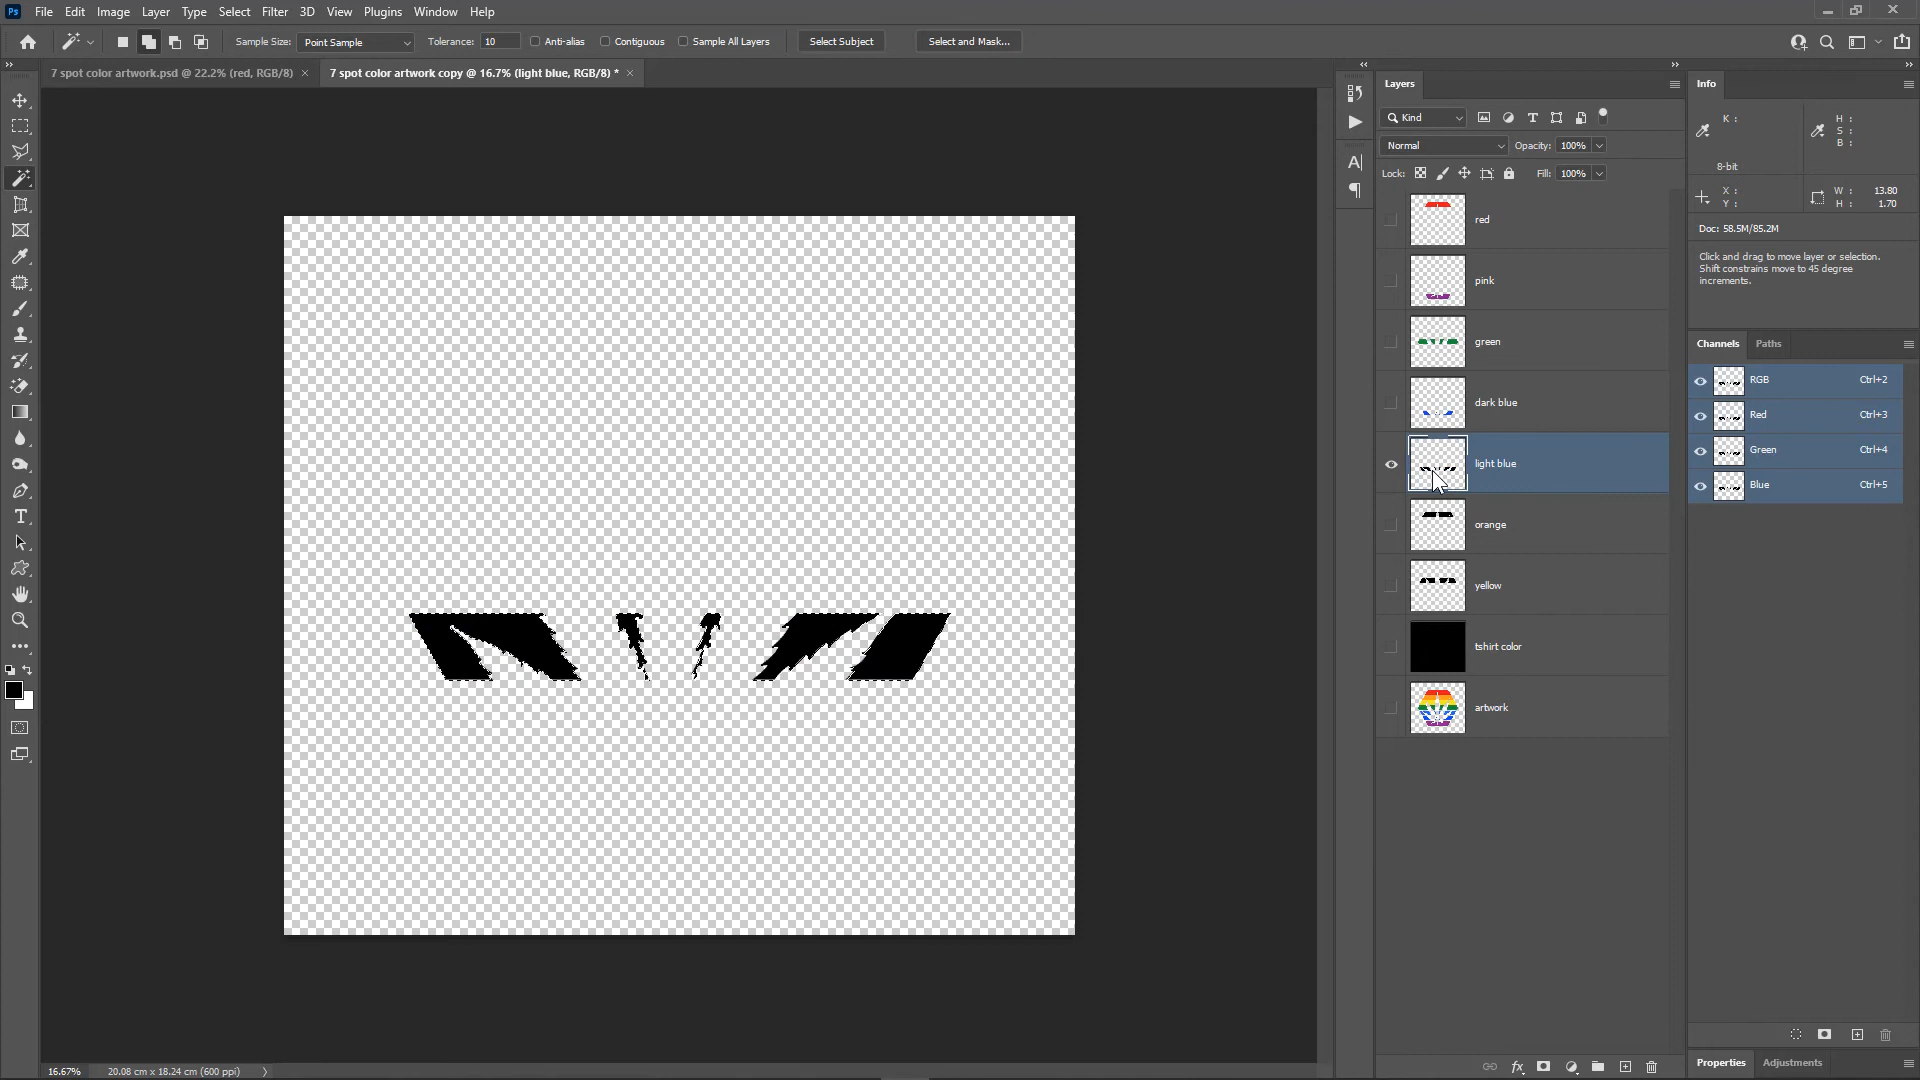 Ps File Edit Image Layer Type Select Filter 3D View Plugins Window Help
Sample Size: Point Sample Tolerance: 10 Anti-alias Contiguous Sample All Layers Select Subject Select and Mask...
7 spot color artwork.psd @ 22.2% (red, RGB/8) × 7 spot color artwork copy @ 16.7% (light blue, RGB/8) * ×
Layers
Kind
Normal Opacity: 100%
Lock: Fill: 100%
red
pink
green
dark blue
light blue
orange
yellow
tshirt color
artwork
Info
K : H :
S :
B :
8-bit
X : W : 13.80
Y : H : 1.70
Doc: 58.5M/85.2M
Click and drag to move layer or selection.
Shift constrains move to 45 degree
increments.
Channels Paths
RGB Ctrl+2
Red Ctrl+3
Green Ctrl+4
Blue Ctrl+5
Properties Adjustments
16.67% 20.08 cm x 18.24 cm (600 ppi)